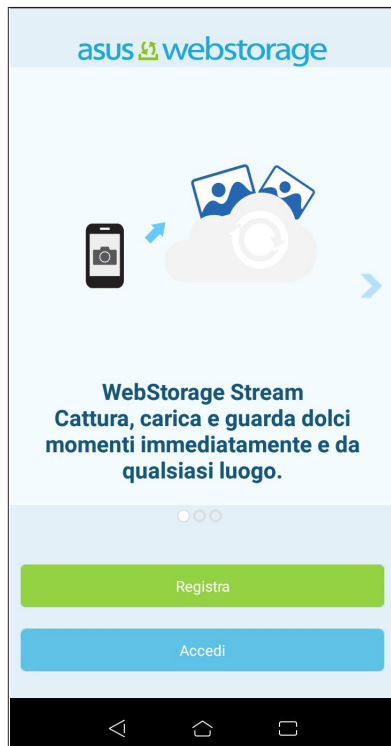 asus webstorage
WebStorage Stream
Cattura, carica e guarda dolci
momenti immediatamente e da
qualsiasi luogo.
Registra
Accedi